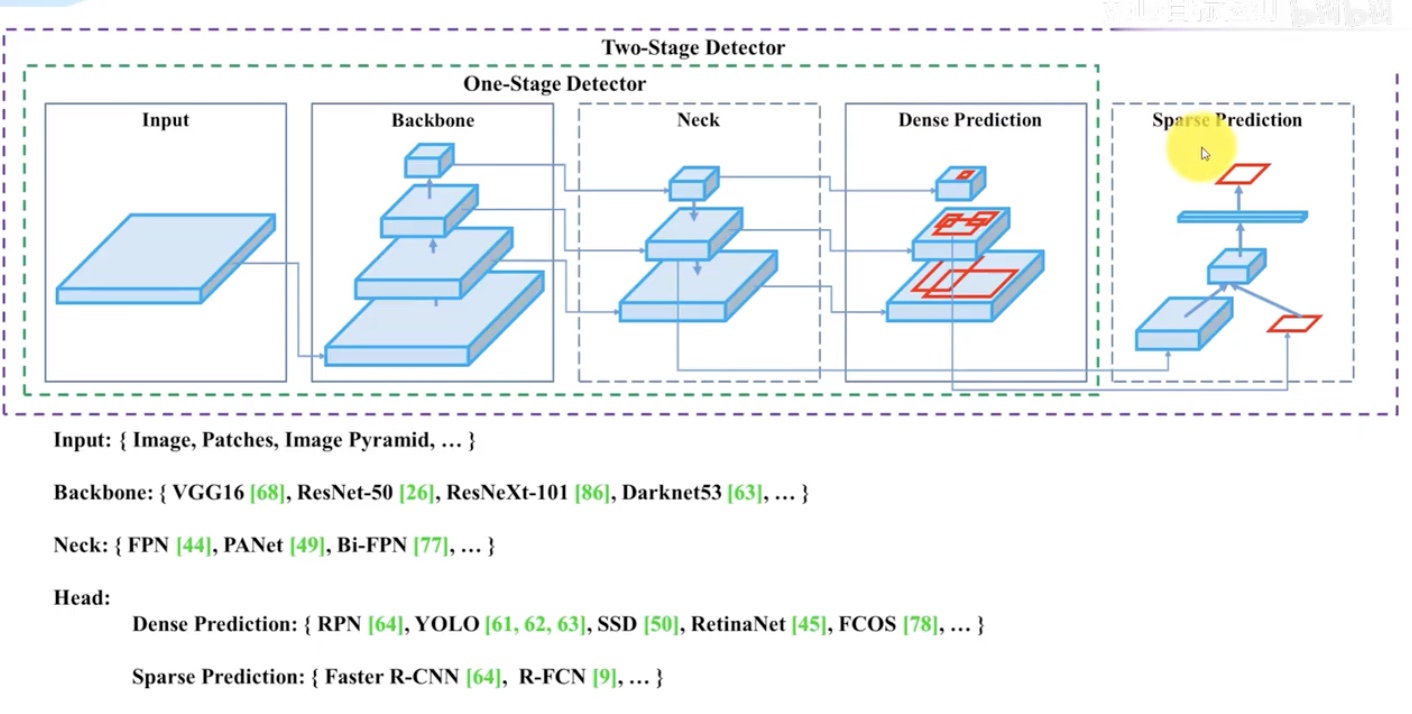 Two-Stage Detector
One-Stage Detector
Input
Backbone
Neck
Dense Prediction
Sparse Prediction
Input: { Image, Patches, Image Pyramid, … }
Backbone: { VGG16 [68], ResNet-50 [26], ResNeXt-101 [86], Darknet53 [63], … }
Neck: { FPN [44], PANet [49], Bi-FPN [77], … }
Head:
Dense Prediction: { RPN [64], YOLO [61, 62, 63], SSD [50], RetinaNet [45], FCOS [78], … }
Sparse Prediction: { Faster R-CNN [64], R-FCN [9], … }